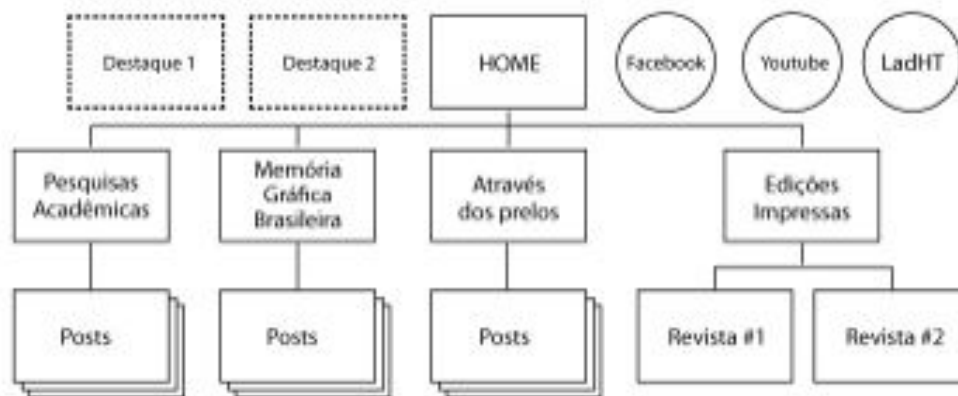 Destaque 1
Destaque 2
HOME
Facebook
Youtube
LadHT
Pesquisas
Acadêmicas
Memória
Gráfica
Brasileira
Através
dos prelos
Edições
Impressas
Posts
Posts
Posts
Revista #1
Revista #2